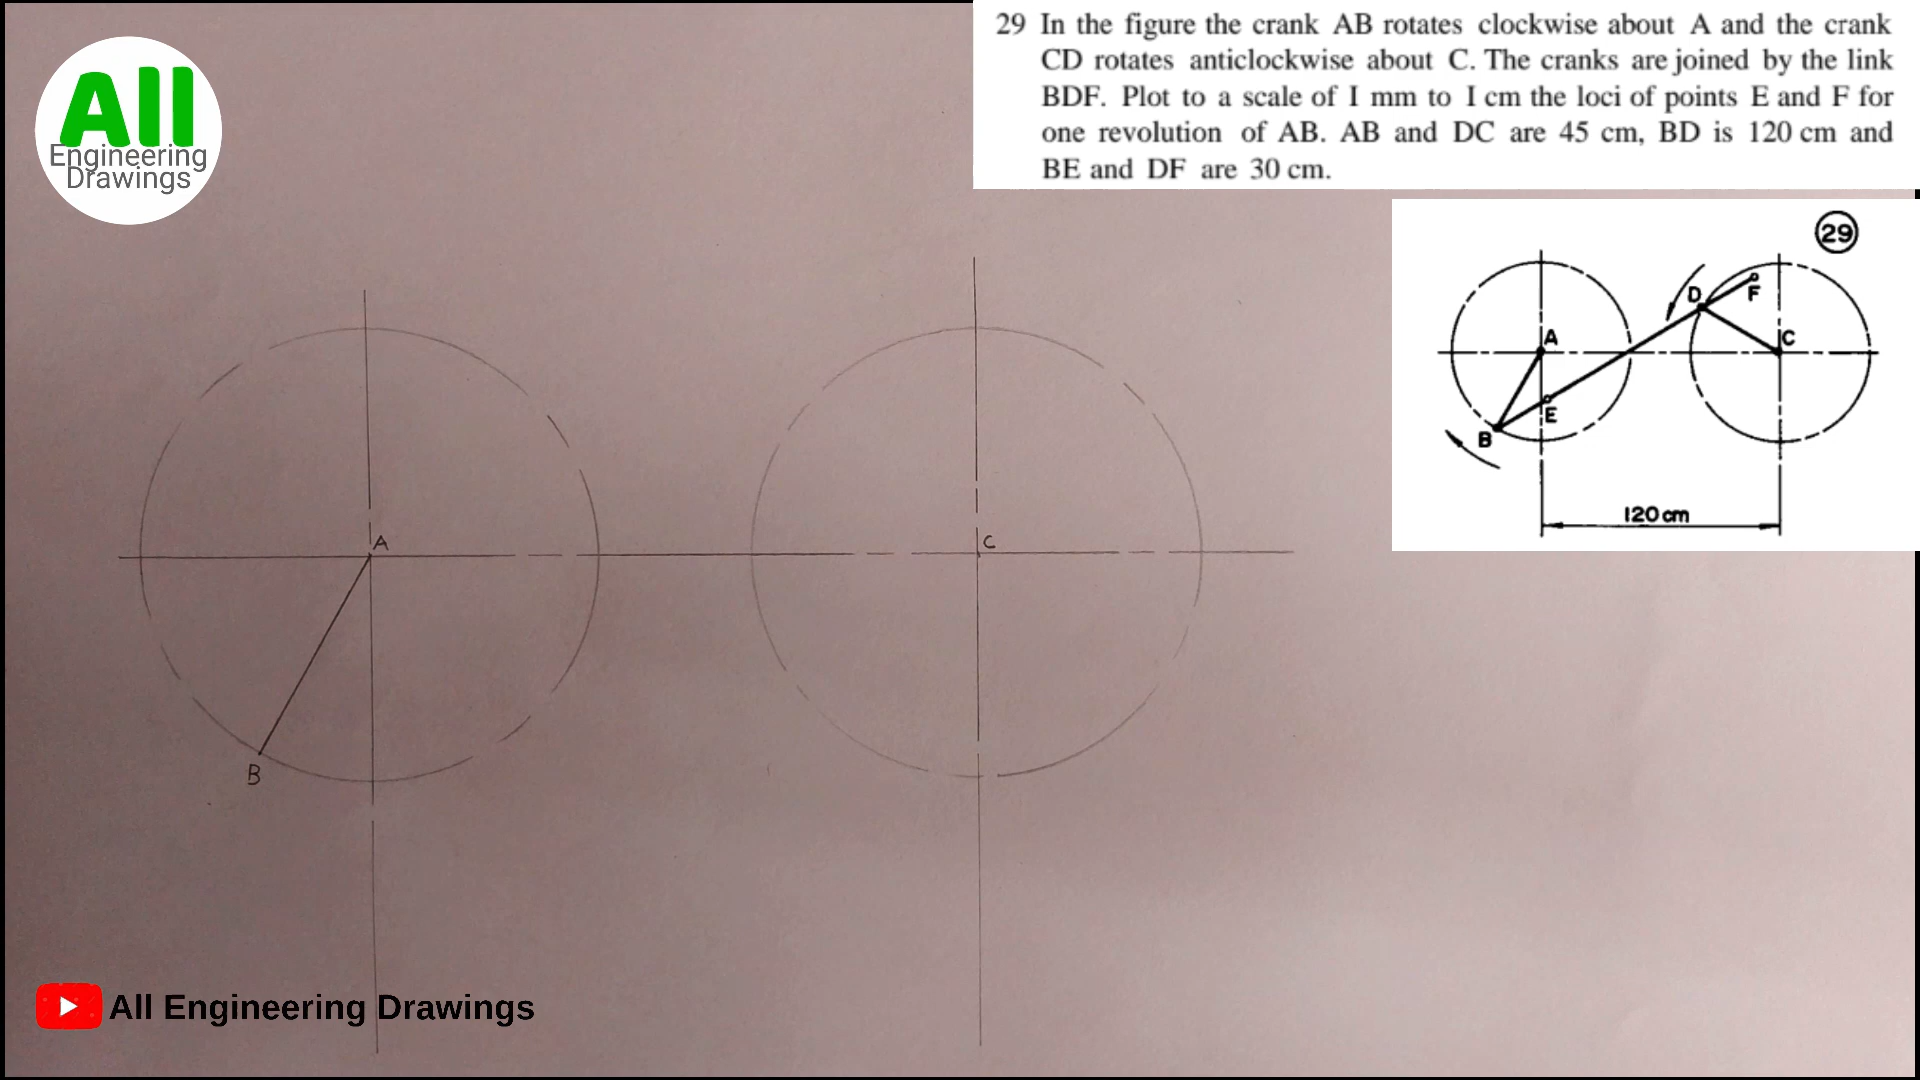 All
Engineering
Drawings
29 In the figure the crank AB rotates clockwise about A and the crank
CD rotates anticlockwise about C. The cranks are joined by the link
BDF. Plot to a scale of I mm to I cm the loci of points E and F for
one revolution of AB. AB and DC are 45 cm, BD is 120 cm and
BE and DF are 30 cm.
29
D
F
A
C
E
B
120 cm
A
C
B
All Engineering Drawings